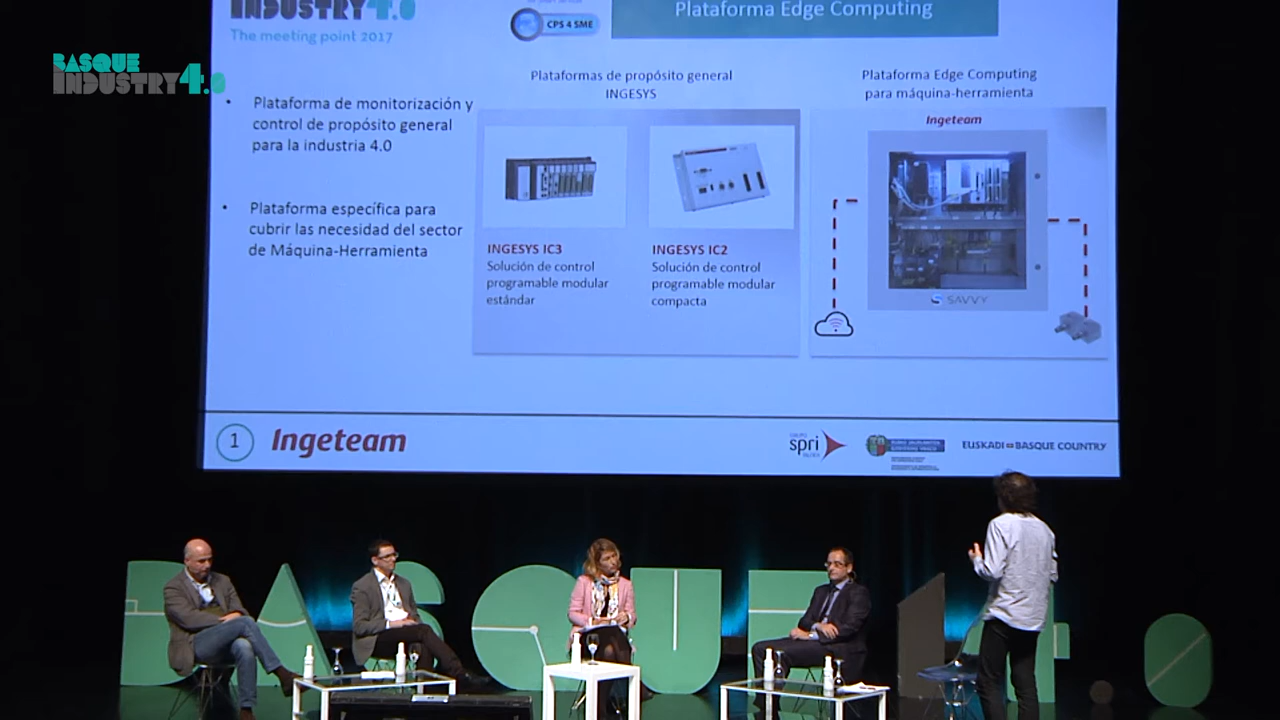 BASQUE
INDUSTRY 4.0
INDUSTRY 4.0
The meeting point 2017
CPS 4 SME
Plataforma Edge Computing
Plataforma de monitorización y
control de propósito general
para la industria 4.0
Plataforma específica para
cubrir las necesidad del sector
de Máquina-Herramienta
Plataformas de propósito general
INGESYS
INGESYS IC3
Solución de control
programable modular
estándar
INGESYS IC2
Solución de control
programable modular
compacta
Plataforma Edge Computing
para máquina-herramienta
Ingeteam
SAVVY
1
Ingeteam
spri
EUSKADI BASQUE COUNTRY
BASQUE 4.0